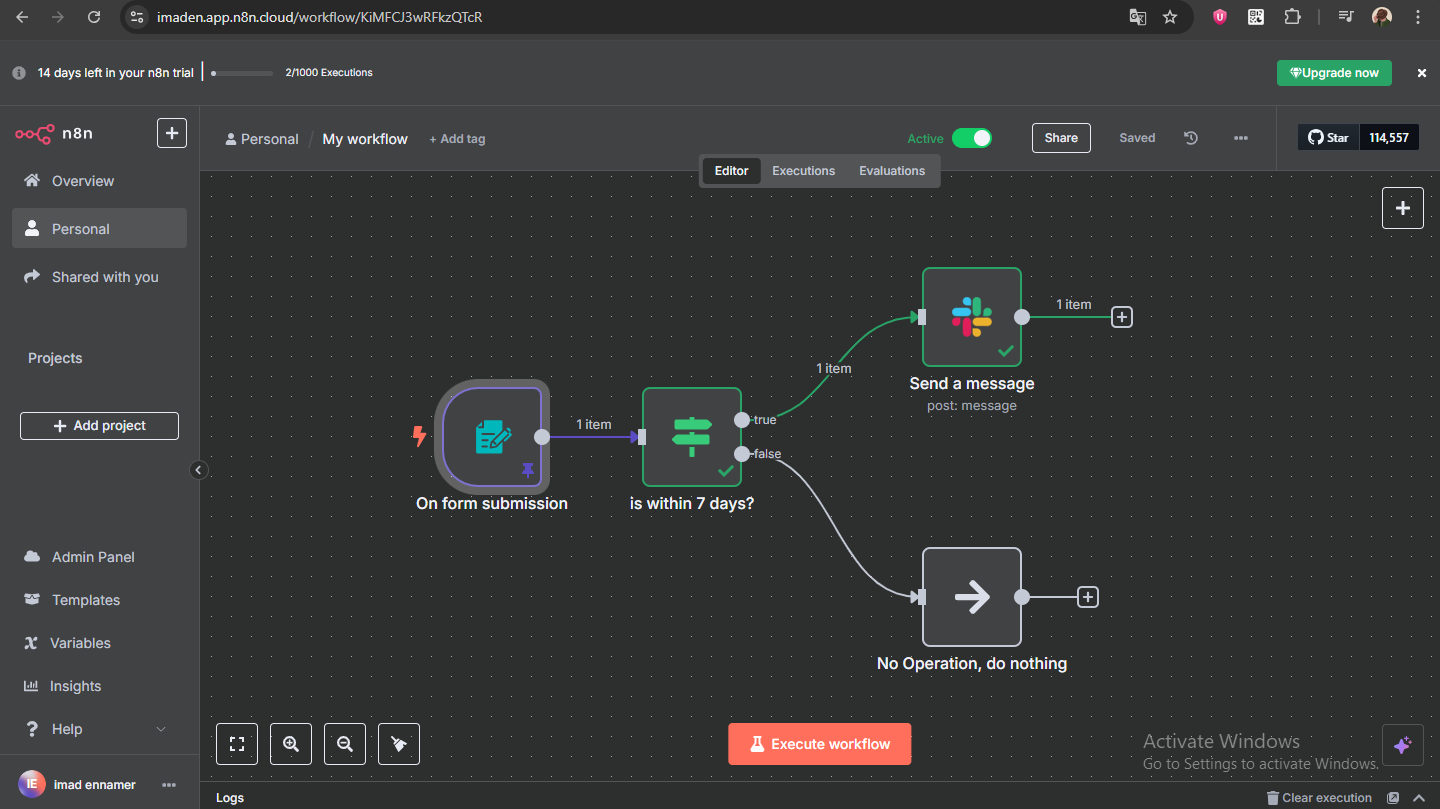 imaden.app.n8n.cloud/workflow/KiMFCJ3wRFkzQTcR
14 days left in your n8n trial
2/1000 Executions
Upgrade now
n8n
Personal / My workflow + Add tag
Active
Share
Saved
Star 114,557
Editor Executions Evaluations
Overview
Personal
Shared with you
Projects
+ Add project
Admin Panel
Templates
Variables
Insights
Help
IE imad ennamer
1 item
Send a message
post: message
1 item
true
1 item
false
On form submission
is within 7 days?
No Operation, do nothing
Execute workflow
Activate Windows
Go to Settings to activate Windows.
Logs
Clear execution